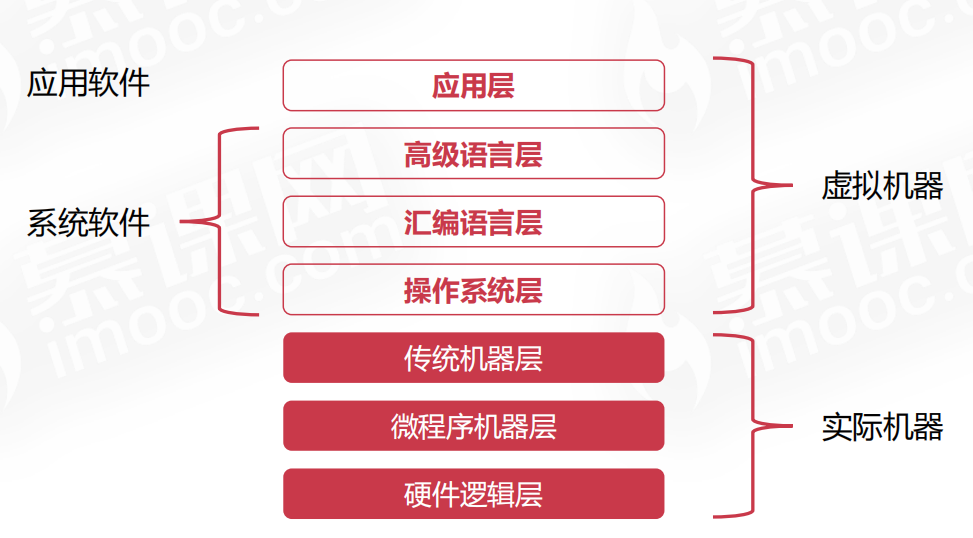 应用软件
应用层
高级语言层
系统软件
汇编语言层
虚拟机器
操作系统层
传统机器层
微程序机器层
实际机器
硬件逻辑层
慕课网
imooc.com